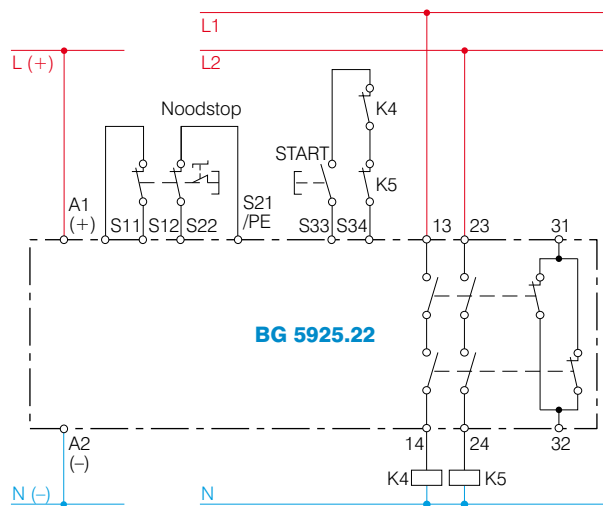 L1
L (+)
L2
Noodstop
K4
START
K5
A1
(+)
S11
S12
S22
S21
/PE
S33
S34
13
23
31
BG 5925.22
A2
(–)
14
24
32
K4
K5
N (–)
N